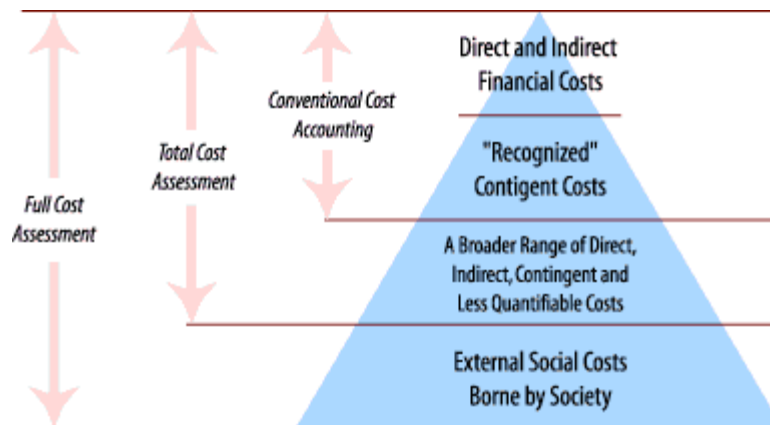 Direct and Indirect
Financial Costs
Conventional Cost
Accounting
"Recognized"
Contigent Costs
Total Cost
Assessment
Full Cost
Assessment
A Broader Range of Direct,
Indirect, Contingent and
Less Quantifiable Costs
External Social Costs
Borne by Society